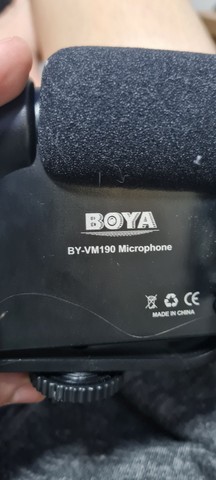 BOYA
BY-VM190 Microphone
CE
MADE IN CHINA